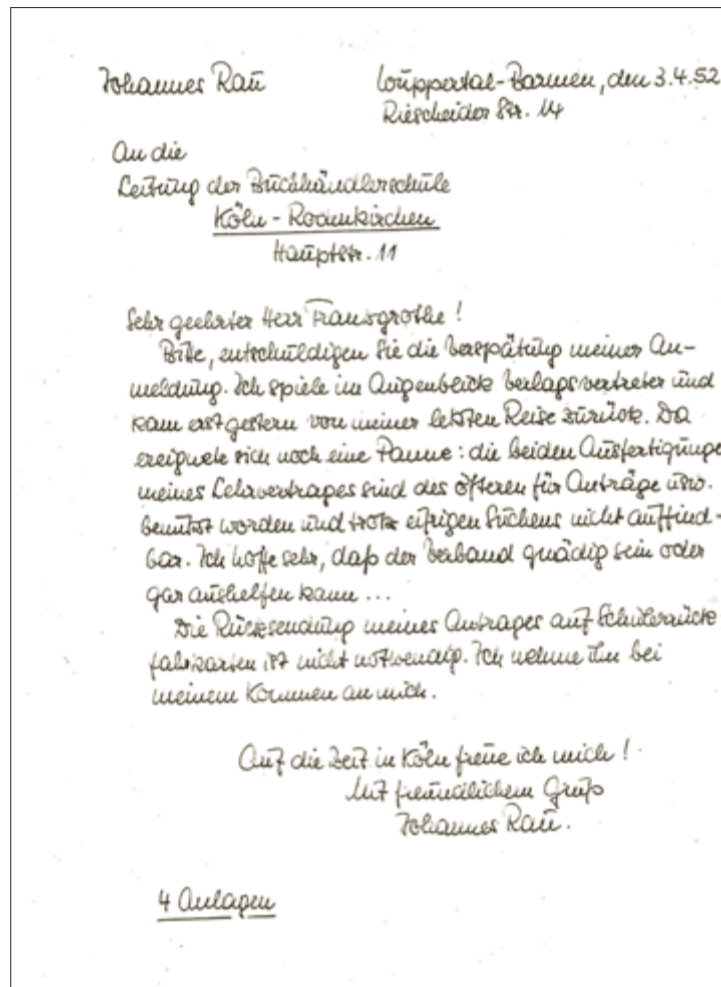 Johannes Rau Wuppertal-Barmen, den 3.4.52
Riescheider Str. 14
An die
Leitung der Buchhändlerschule
Köln-Rodenkirchen
Hauptstr. 11
Sehr geehrter Herr
Bitte, entschuldigen Sie die Verspätung meiner An-
meldung. Ich spiele im Augenblick Verlagsvertreter und
kam erst gestern von meiner letzten Reise zurück. Da
ereignete sich noch eine Panne: die beiden Ausfertigunge
meines Lehrvertrages sind des öfteren für Anträge usw.
benutzt worden und trotz eifrigen Suchens nicht auffind-
bar. Ich hoffe sehr, daß der Verband gnädig sein oder
gar aushelfen kann ...
Die Rücksendung meines Antrages auf Schülerrück-
fahrkarten ist nicht notwendig. Ich nehme ihn bei
meinem Kommen an mich.
Auf die Zeit in Köln freue ich mich!
Mit freundlichem Gruß
Johannes Rau.
4 Anlagen